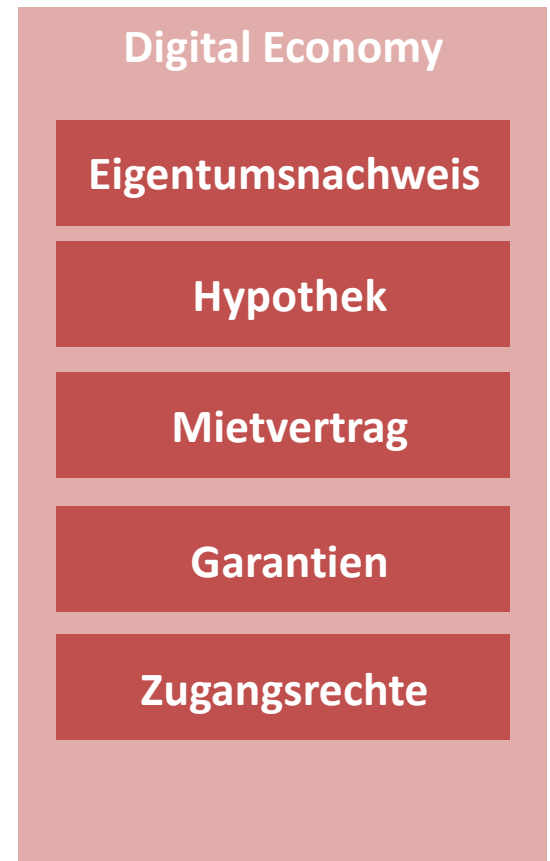 Digital Economy
Eigentumsnachweis
Hypothek
Mietvertrag
Garantien
Zugangsrechte